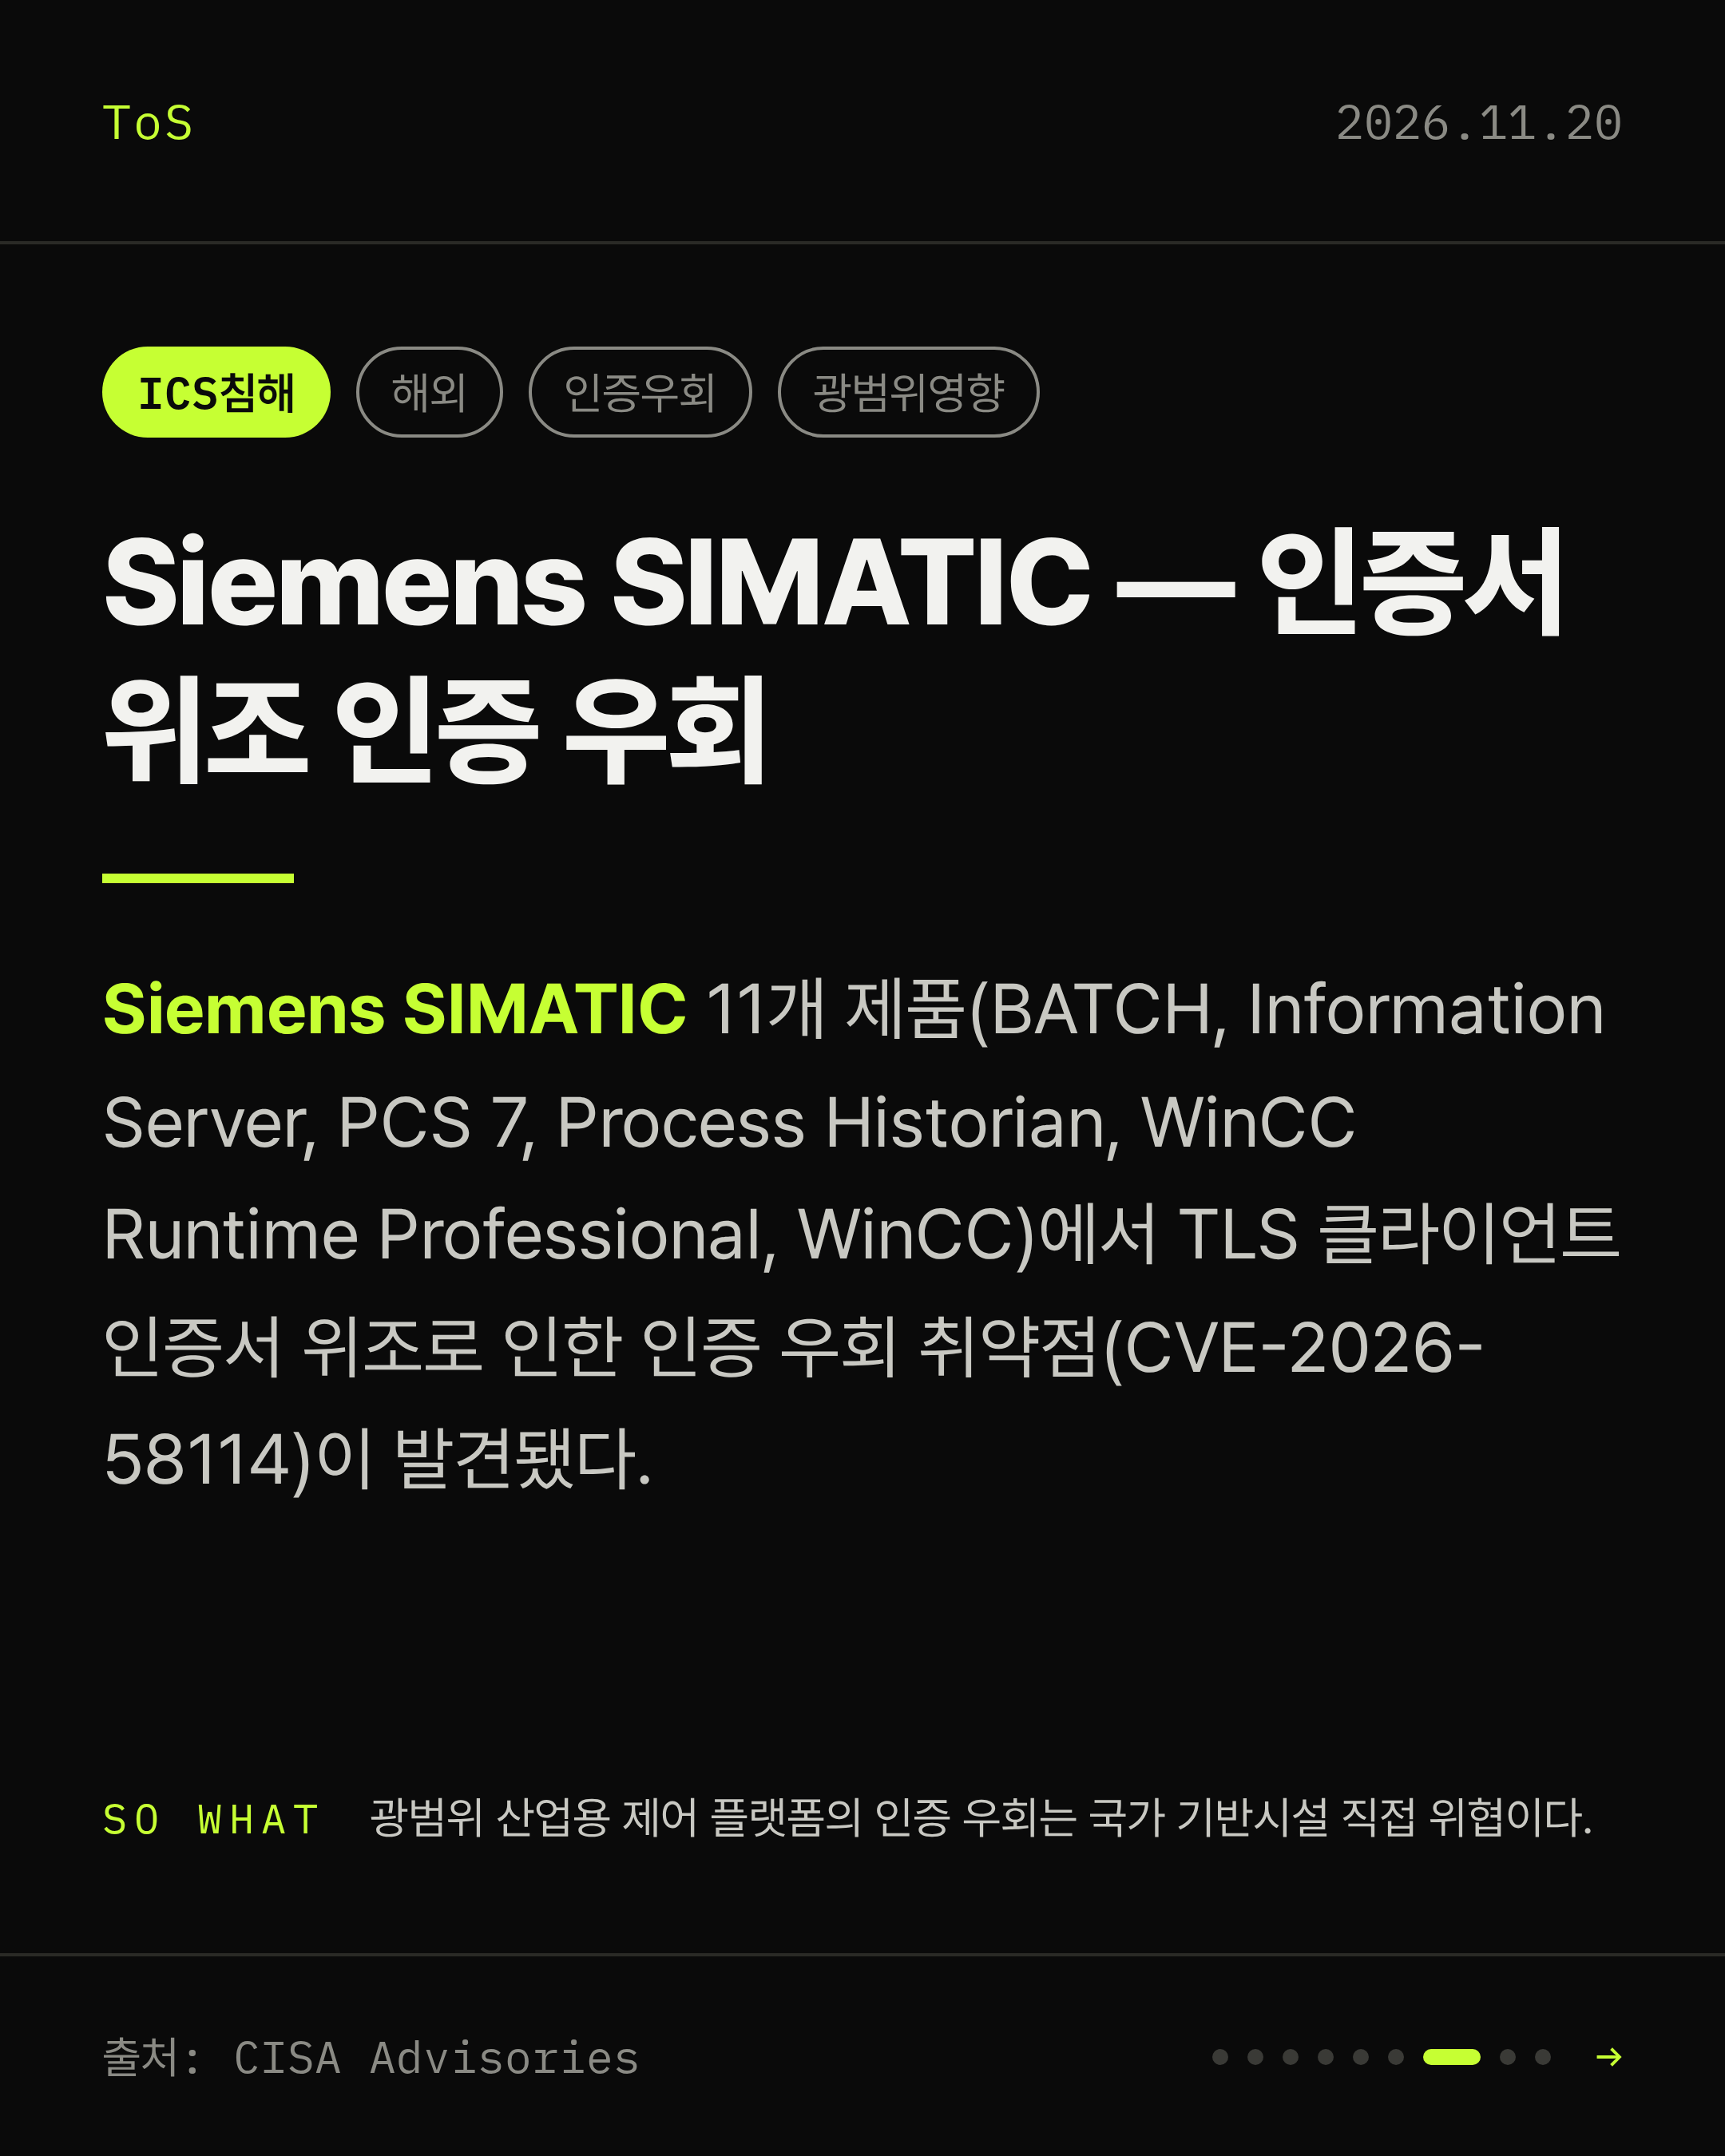 ToS
2026.11.20
ICS침해
해외
인증우회
광범위영향
Siemens SIMATIC — 인증서
위조 인증 우회
Siemens SIMATIC 11개 제품(BATCH, Information
Server, PCS 7, Process Historian, WinCC
Runtime Professional, WinCC)에서 TLS 클라이언트
인증서 위조로 인한 인증 우회 취약점(CVE-2026-
58114)이 발견됐다.
SO WHAT 광범위 산업용 제어 플랫폼의 인증 우회는 국가 기반시설 직접 위협이다.
출처: CISA Advisories
→